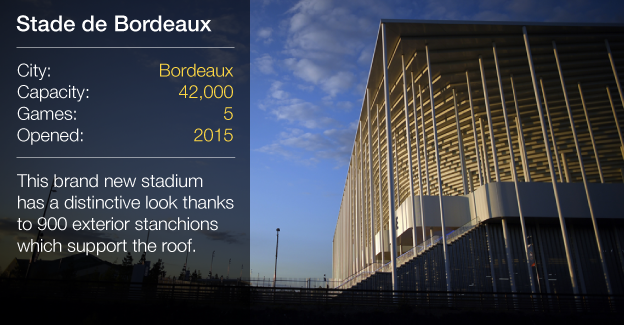 Stade de Bordeaux
City: Bordeaux
Capacity: 42,000
Games: 5
Opened: 2015
This brand new stadium
has a distinctive look thanks
to 900 exterior stanchions
which support the roof.